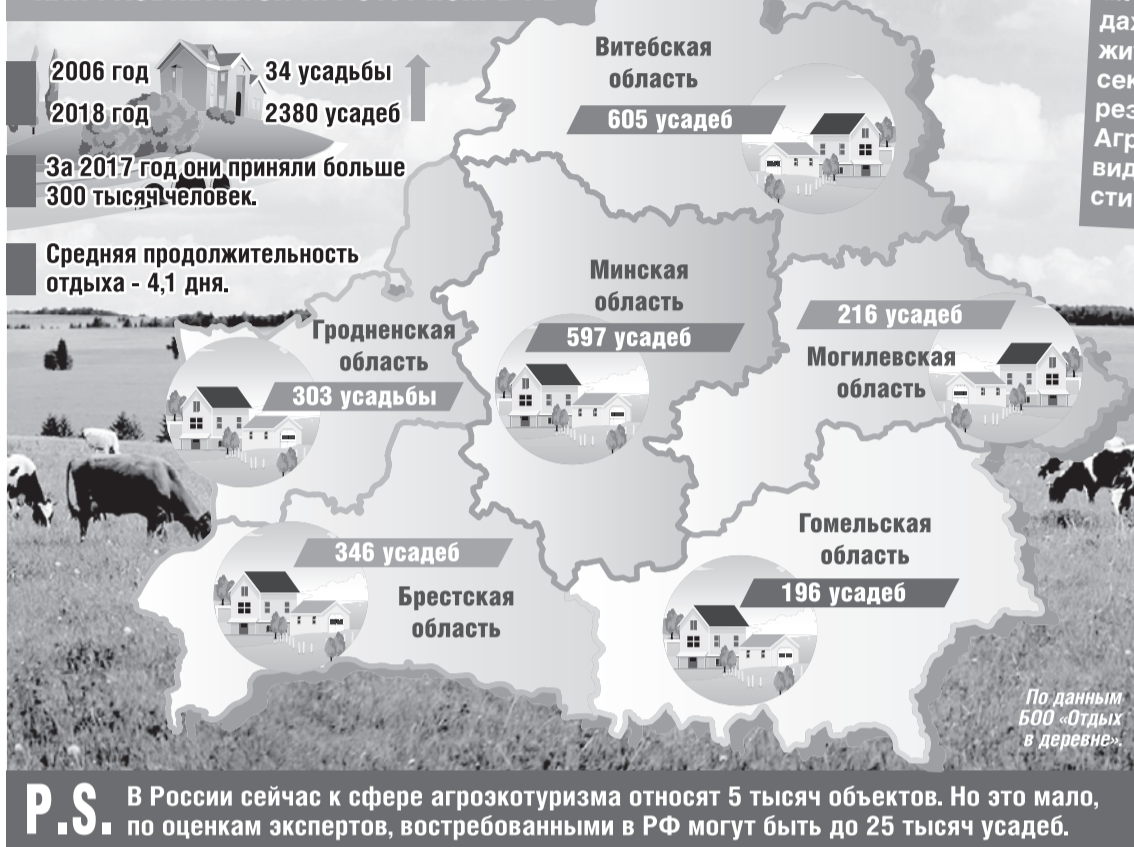 2006 год 34 усадьбы
2018 год 2380 усадеб
За 2017 год они приняли больше
300 тысяч человек.
Средняя продолжительность
отдыха - 4,1 дня.
Витебская
область
605 усадеб
Минская
область
597 усадеб
216 усадеб
Могилевская
область
Гродненская
область
303 усадьбы
346 усадеб
Брестская
область
Гомельская
область
196 усадеб
По данным
БОО «Отдых
в деревне».
P.S. В России сейчас к сфере агроэкотуризма относят 5 тысяч объектов. Но это мало,
по оценкам экспертов, востребованными в РФ могут быть до 25 тысяч усадеб.